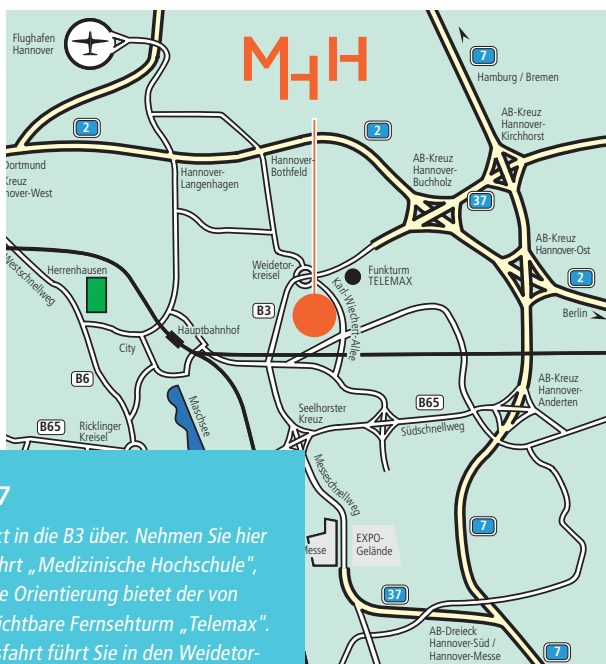 Flughafen
Hannover
MHH
7
Hamburg / Bremen
AB-Kreuz
Hannover-
Kirchhorst
2
2
Dortmund
Kreuz
Hannover-
Langenhagen
Hannover-
Bothfeld
AB-Kreuz
Hannover-
Buchholz
37
AB-Kreuz
Hannover-Ost
2
Berlin
Westschnellweg
Herrenhausen
Weidetor-
kreisel
Funkturm
TELEMAX
Karl-Wiechert-Allee
B3
Hauptbahnhof
City
B6
Maschsee
B65
Ricklinger
Kreisel
Seelhorster
Kreuz
B65
Südschnellweg
AB-Kreuz
Hannover-
Anderten
Messeschnellweg
7
kt in die B3 über. Nehmen Sie hier
hrt „Medizinische Hochschule",
e Orientierung bietet der von
ichtbare Fernsehturm „Telemax".
sfahrt führt Sie in den Weidetor-
Messe
EXPO-
Gelände
7
37
AB-Dreieck
Hannover-Süd /
Hannover-Messe
7